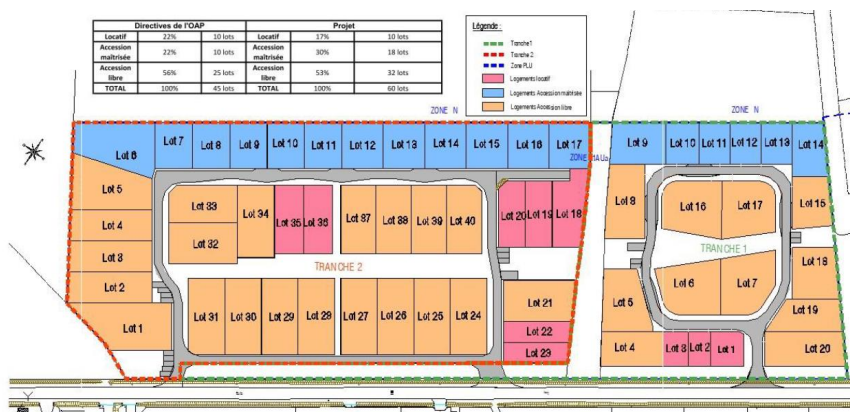 Directives de l'OAP Projet
Locatif 22% 10 lots Locatif 17% 10 lots
Accession maîtrisée 22% 10 lots Accession maîtrisée 30% 18 lots
Accession libre 56% 25 lots Accession libre 53% 32 lots
TOTAL 100% 45 lots TOTAL 100% 60 lots
Légende :
Tranche 1
Tranche 2
Zone PLU
Logements locatif
Logements Accession maîtrisée
Logements Accession libre
ZONE N
ZONE N
Lot 6 Lot 7 Lot 8 Lot 9 Lot 10 Lot 11 Lot 12 Lot 13 Lot 14 Lot 15 Lot 16 Lot 17
ZONE 1AUa
Lot 9 Lot 10 Lot 11 Lot 12 Lot 13 Lot 14
Lot 5
Lot 4
Lot 3
Lot 2
Lot 1
Lot 33 Lot 34 Lot 35 Lot 36 Lot 37 Lot 38 Lot 39 Lot 40
Lot 32
Lot 20 Lot 19 Lot 18
TRANCHE 2
Lot 31 Lot 30 Lot 29 Lot 28 Lot 27 Lot 26 Lot 25 Lot 24
Lot 21
Lot 22
Lot 23
Lot 8
Lot 16 Lot 17
Lot 15
TRANCHE 1
Lot 6 Lot 7
Lot 18
Lot 5
Lot 19
Lot 4 Lot 3 Lot 2 Lot 1
Lot 20